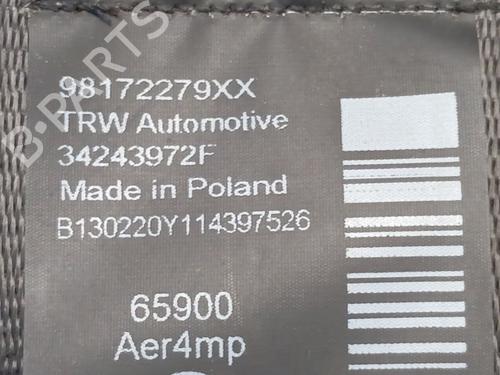 98172279XX
TRW Automotive
34243972F
Made in Poland
B130220Y114397526
65900
Aer4mp
B-PARTS